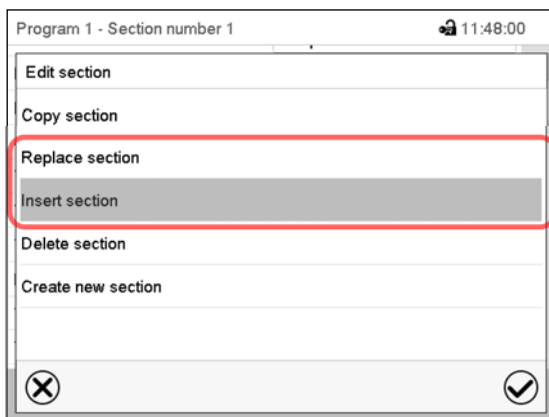 Program 1 - Section number 1 11:48:00
Edit section
Copy section
Replace section
Insert section
Delete section
Create new section